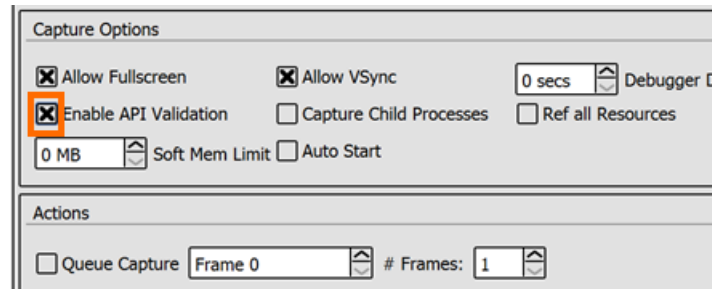 Capture Options
Allow Fullscreen Allow VSync 0 secs Debugger
Enable API Validation Capture Child Processes Ref all Resources
0 MB Soft Mem Limit Auto Start
Actions
Queue Capture Frame 0 # Frames: 1